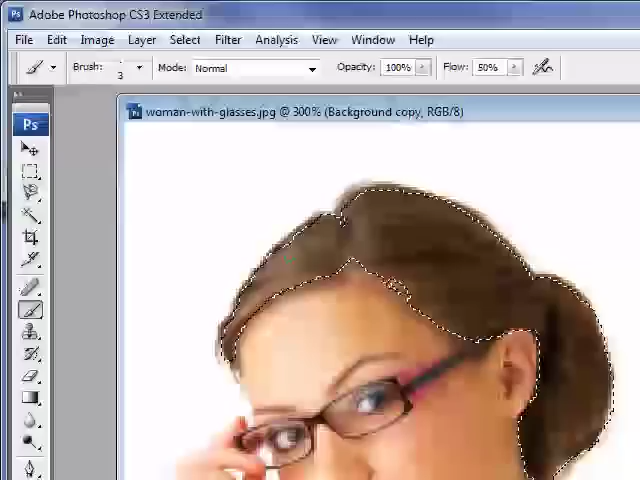 Ps Adobe Photoshop CS3 Extended
File Edit Image Layer Select Filter Analysis View Window Help
Brush: 3 Mode: Normal Opacity: 100% Flow: 50%
woman-with-glasses.jpg @ 300% (Background copy, RGB/8)
Ps